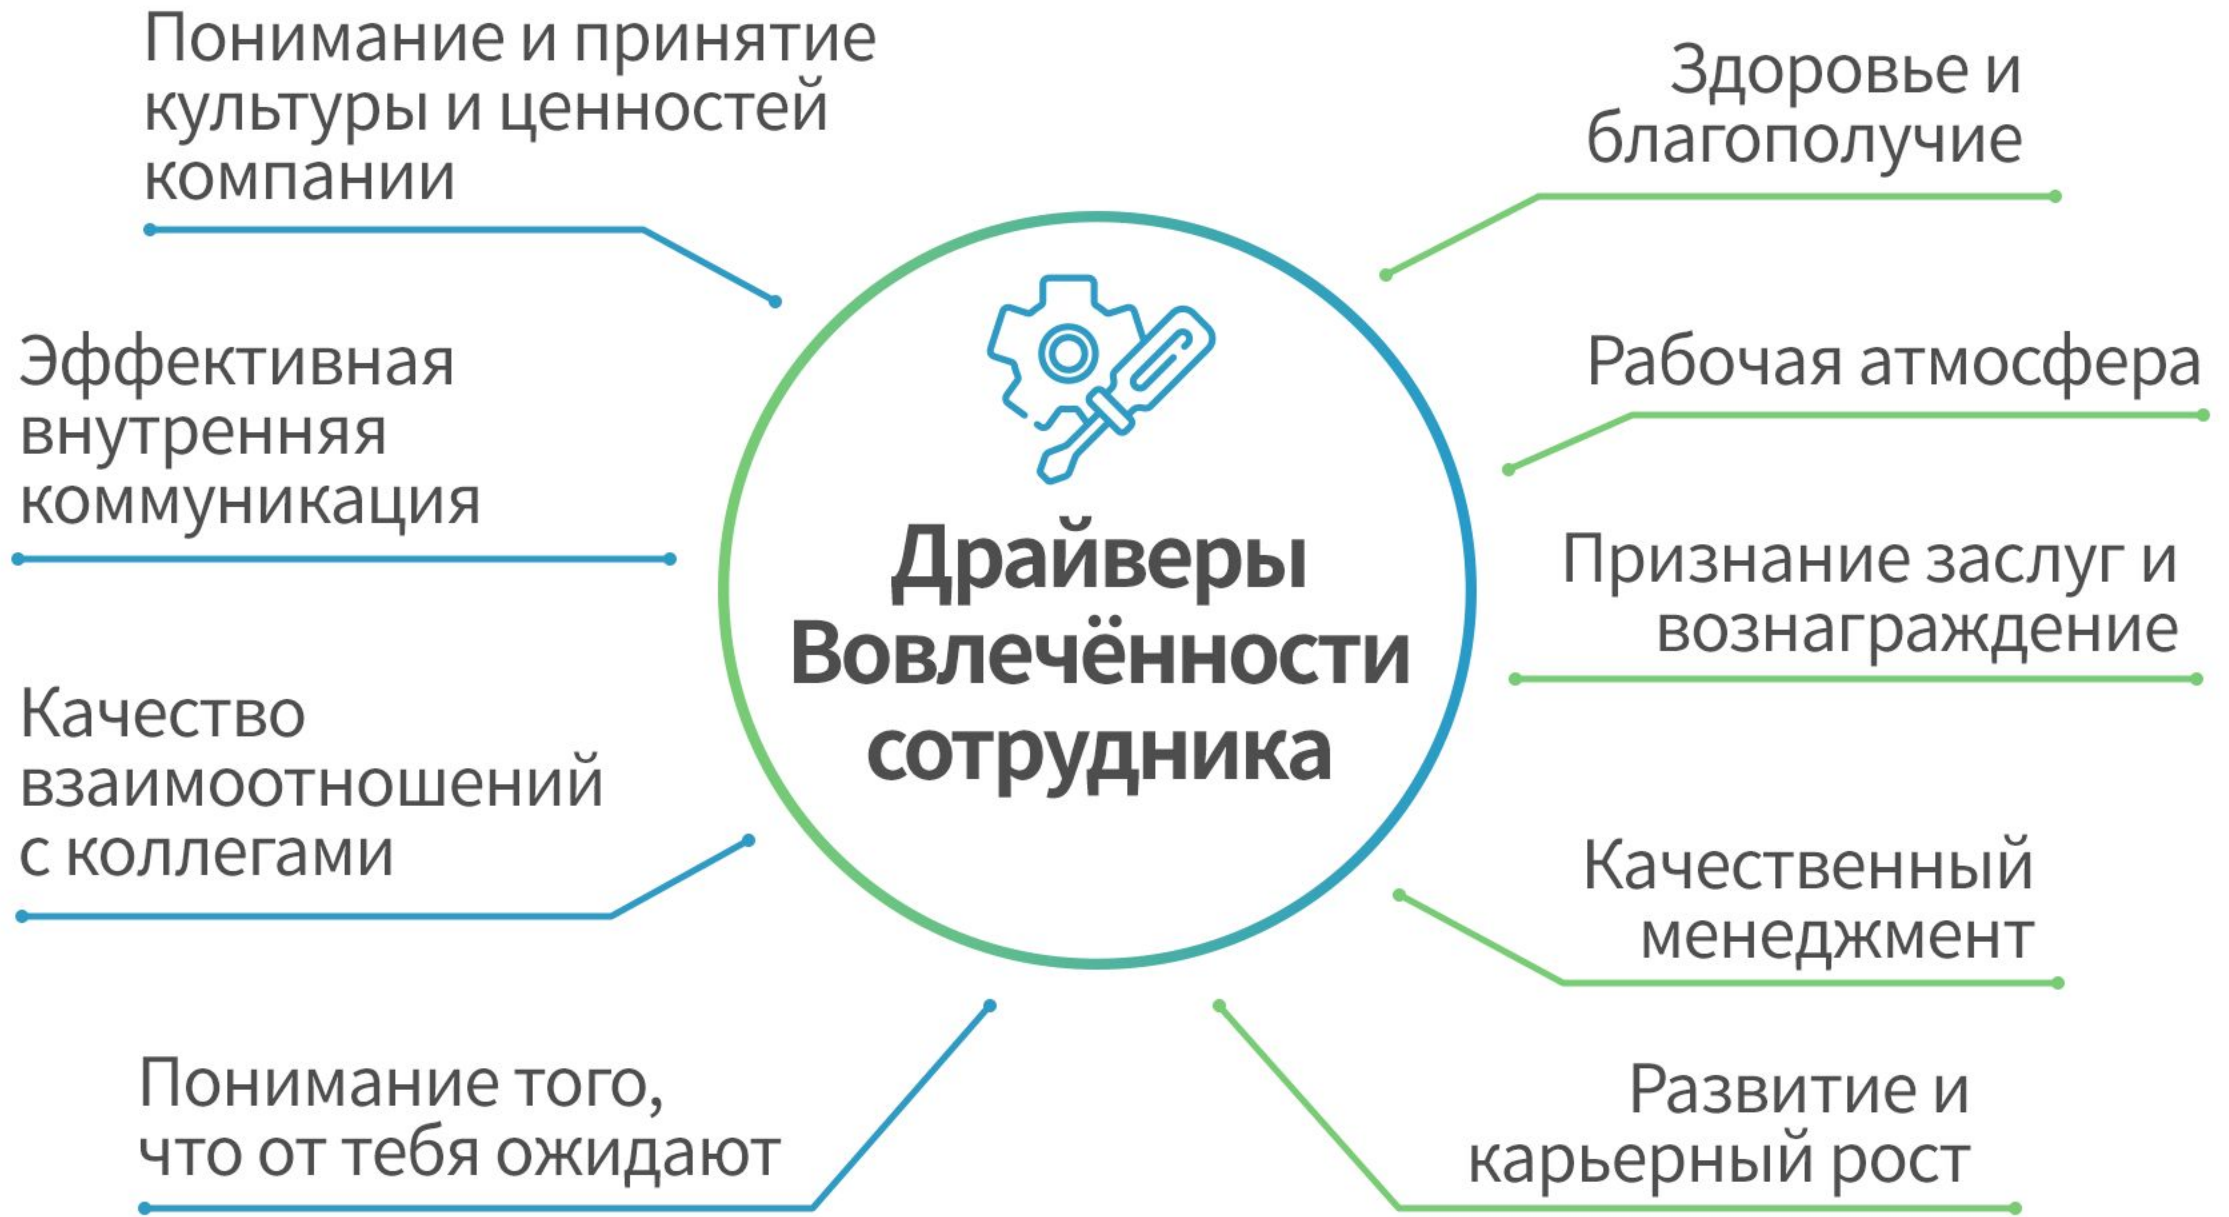 Понимание и принятие
культуры и ценностей
компании
Эффективная
внутренняя
коммуникация
Качество
взаимоотношений
с коллегами
Понимание того,
что от тебя ожидают
Драйверы
Вовлечённости
сотрудника
Здоровье и
благополучие
Рабочая атмосфера
Признание заслуг и
вознаграждение
Качественный
менеджмент
Развитие и
карьерный рост